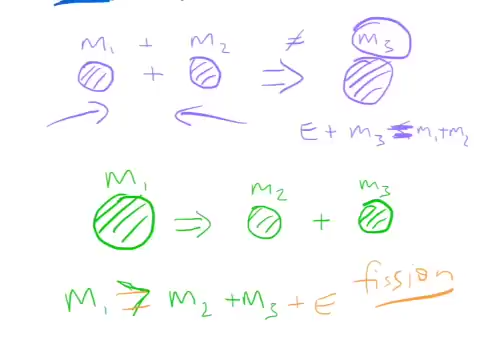 m₁ + m₂ ≠ m₃
+ ⇒
E + m₃ = m₁+m₂
m₁ m₂ m₃
⇒ +
m₁ m₂ + m₃ + E fission